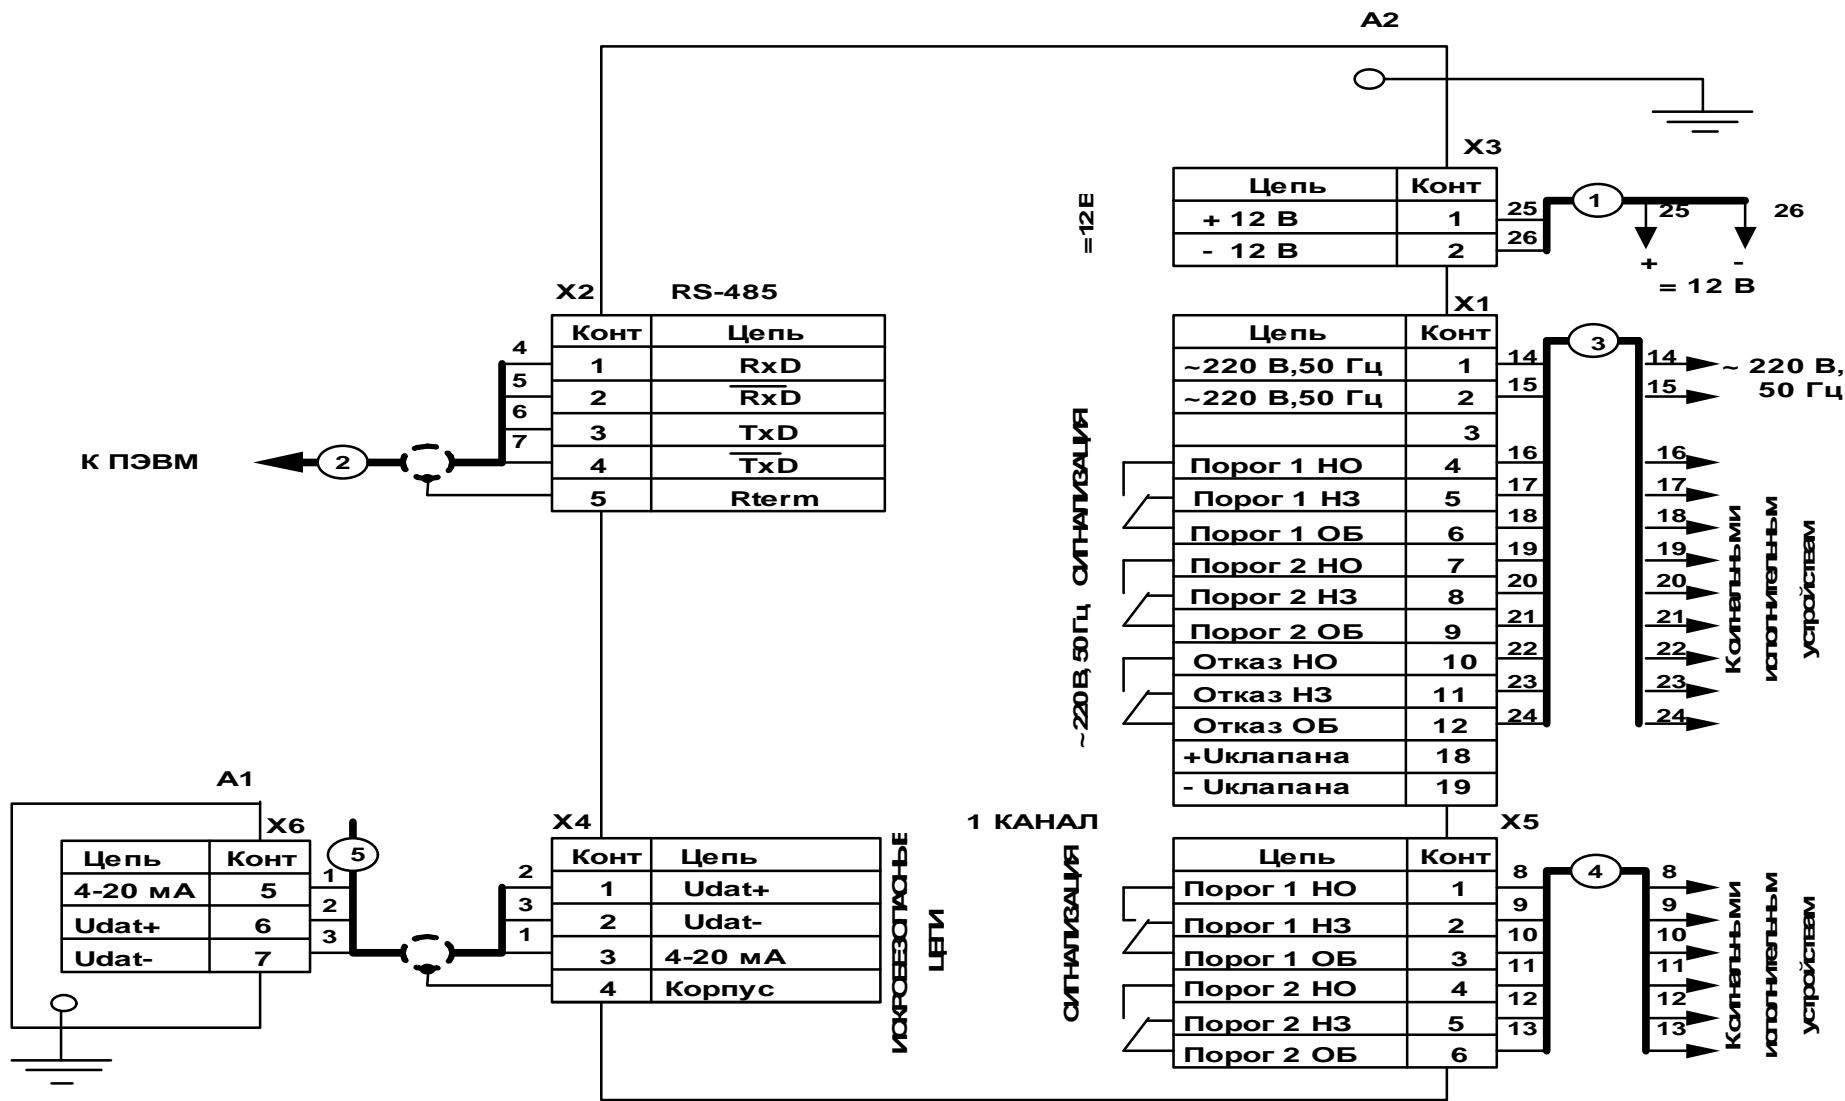 A2
X3
Цепь Конт
+ 12 В 1
- 12 В 2
25
26
1
25 26
+ -
= 12 В
=12
X2 RS-485
Конт Цепь
1 RxD
2 RxD
3 TxD
4 TxD
5 Rterm
4
5
6
7
2
К ПЭВМ
X1
Цепь Конт
~220 В,50 Гц 1
~220 В,50 Гц 2
3
Порог 1 НО 4
Порог 1 НЗ 5
Порог 1 ОБ 6
Порог 2 НО 7
Порог 2 НЗ 8
Порог 2 ОБ 9
Отказ НО 10
Отказ НЗ 11
Отказ ОБ 12
+Uклапана 18
- Uклапана 19
~220 В, 50 Гц, СИГНАЛИЗАЦИЯ
14
15
16
17
18
19
20
21
22
23
24
3
14
15
16
17
18
19
20
21
22
23
24
~ 220 В,
50 Гц
исполнительным
устройствам
A1
X6
Цепь Конт
4-20 мА 5
Udat+ 6
Udat- 7
1
2
3
5
X4
Конт Цепь
1 Udat+
2 Udat-
3 4-20 мА
4 Корпус
2
3
1
ИСКРОБЕЗОПАСНЫЕ
ЦЕПИ
1 КАНАЛ
СИГНАЛИЗАЦИЯ
X5
Цепь Конт
Порог 1 НО 1
Порог 1 НЗ 2
Порог 1 ОБ 3
Порог 2 НО 4
Порог 2 НЗ 5
Порог 2 ОБ 6
8
9
10
11
12
13
4
8
9
10
11
12
13
исполнительным
устройствам